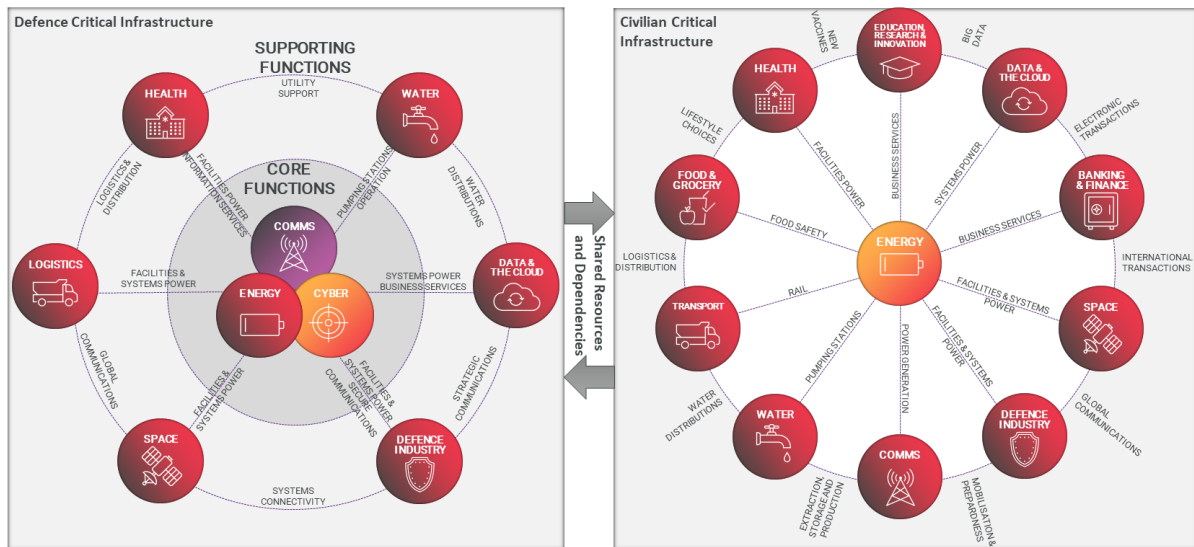 Defence Critical Infrastructure
SUPPORTING
FUNCTIONS
UTILITY
SUPPORT
HEALTH
WATER
LOGISTICS &
DISTRIBUTION
FACILITIES POWER
INFORMATION SERVICES
PUMPING STATIONS
OPERATION
WATER
DISTRIBUTIONS
CORE
FUNCTIONS
COMMS
LOGISTICS
FACILITIES &
SYSTEMS POWER
ENERGY
CYBER
SYSTEMS POWER
BUSINESS SERVICES
DATA &
THE CLOUD
GLOBAL
COMMUNICATIONS
FACILITIES &
SYSTEMS POWER
FACILITIES &
SYSTEMS POWER
SECURE
COMMUNICATIONS
STRATEGIC
COMMUNICATIONS
SPACE
DEFENCE
INDUSTRY
SYSTEMS
CONNECTIVITY
Shared Resources
and Dependencies
Civilian Critical
Infrastructure
NEW
VACCINES
EDUCATION,
RESEARCH &
INNOVATION
BIG
DATA
HEALTH
DATA &
THE CLOUD
LIFESTYLE
CHOICES
FACILITIES POWER
BUSINESS SERVICES
SYSTEMS POWER
ELECTRONIC
TRANSACTIONS
FOOD &
GROCERY
BANKING
& FINANCE
FOOD SAFETY
ENERGY
BUSINESS SERVICES
LOGISTICS
& DISTRIBUTION
INTERNATIONAL
TRANSACTIONS
TRANSPORT
RAIL
FACILITIES & SYSTEMS
POWER
SPACE
WATER
DISTRIBUTIONS
PUMPING STATIONS
POWER GENERATION
FACILITIES & SYSTEMS
POWER
GLOBAL
COMMUNICATIONS
WATER
COMMS
DEFENCE
INDUSTRY
EXTRACTION,
STORAGE AND
PRODUCTION
MOBILISATION &
PREPARDNESS